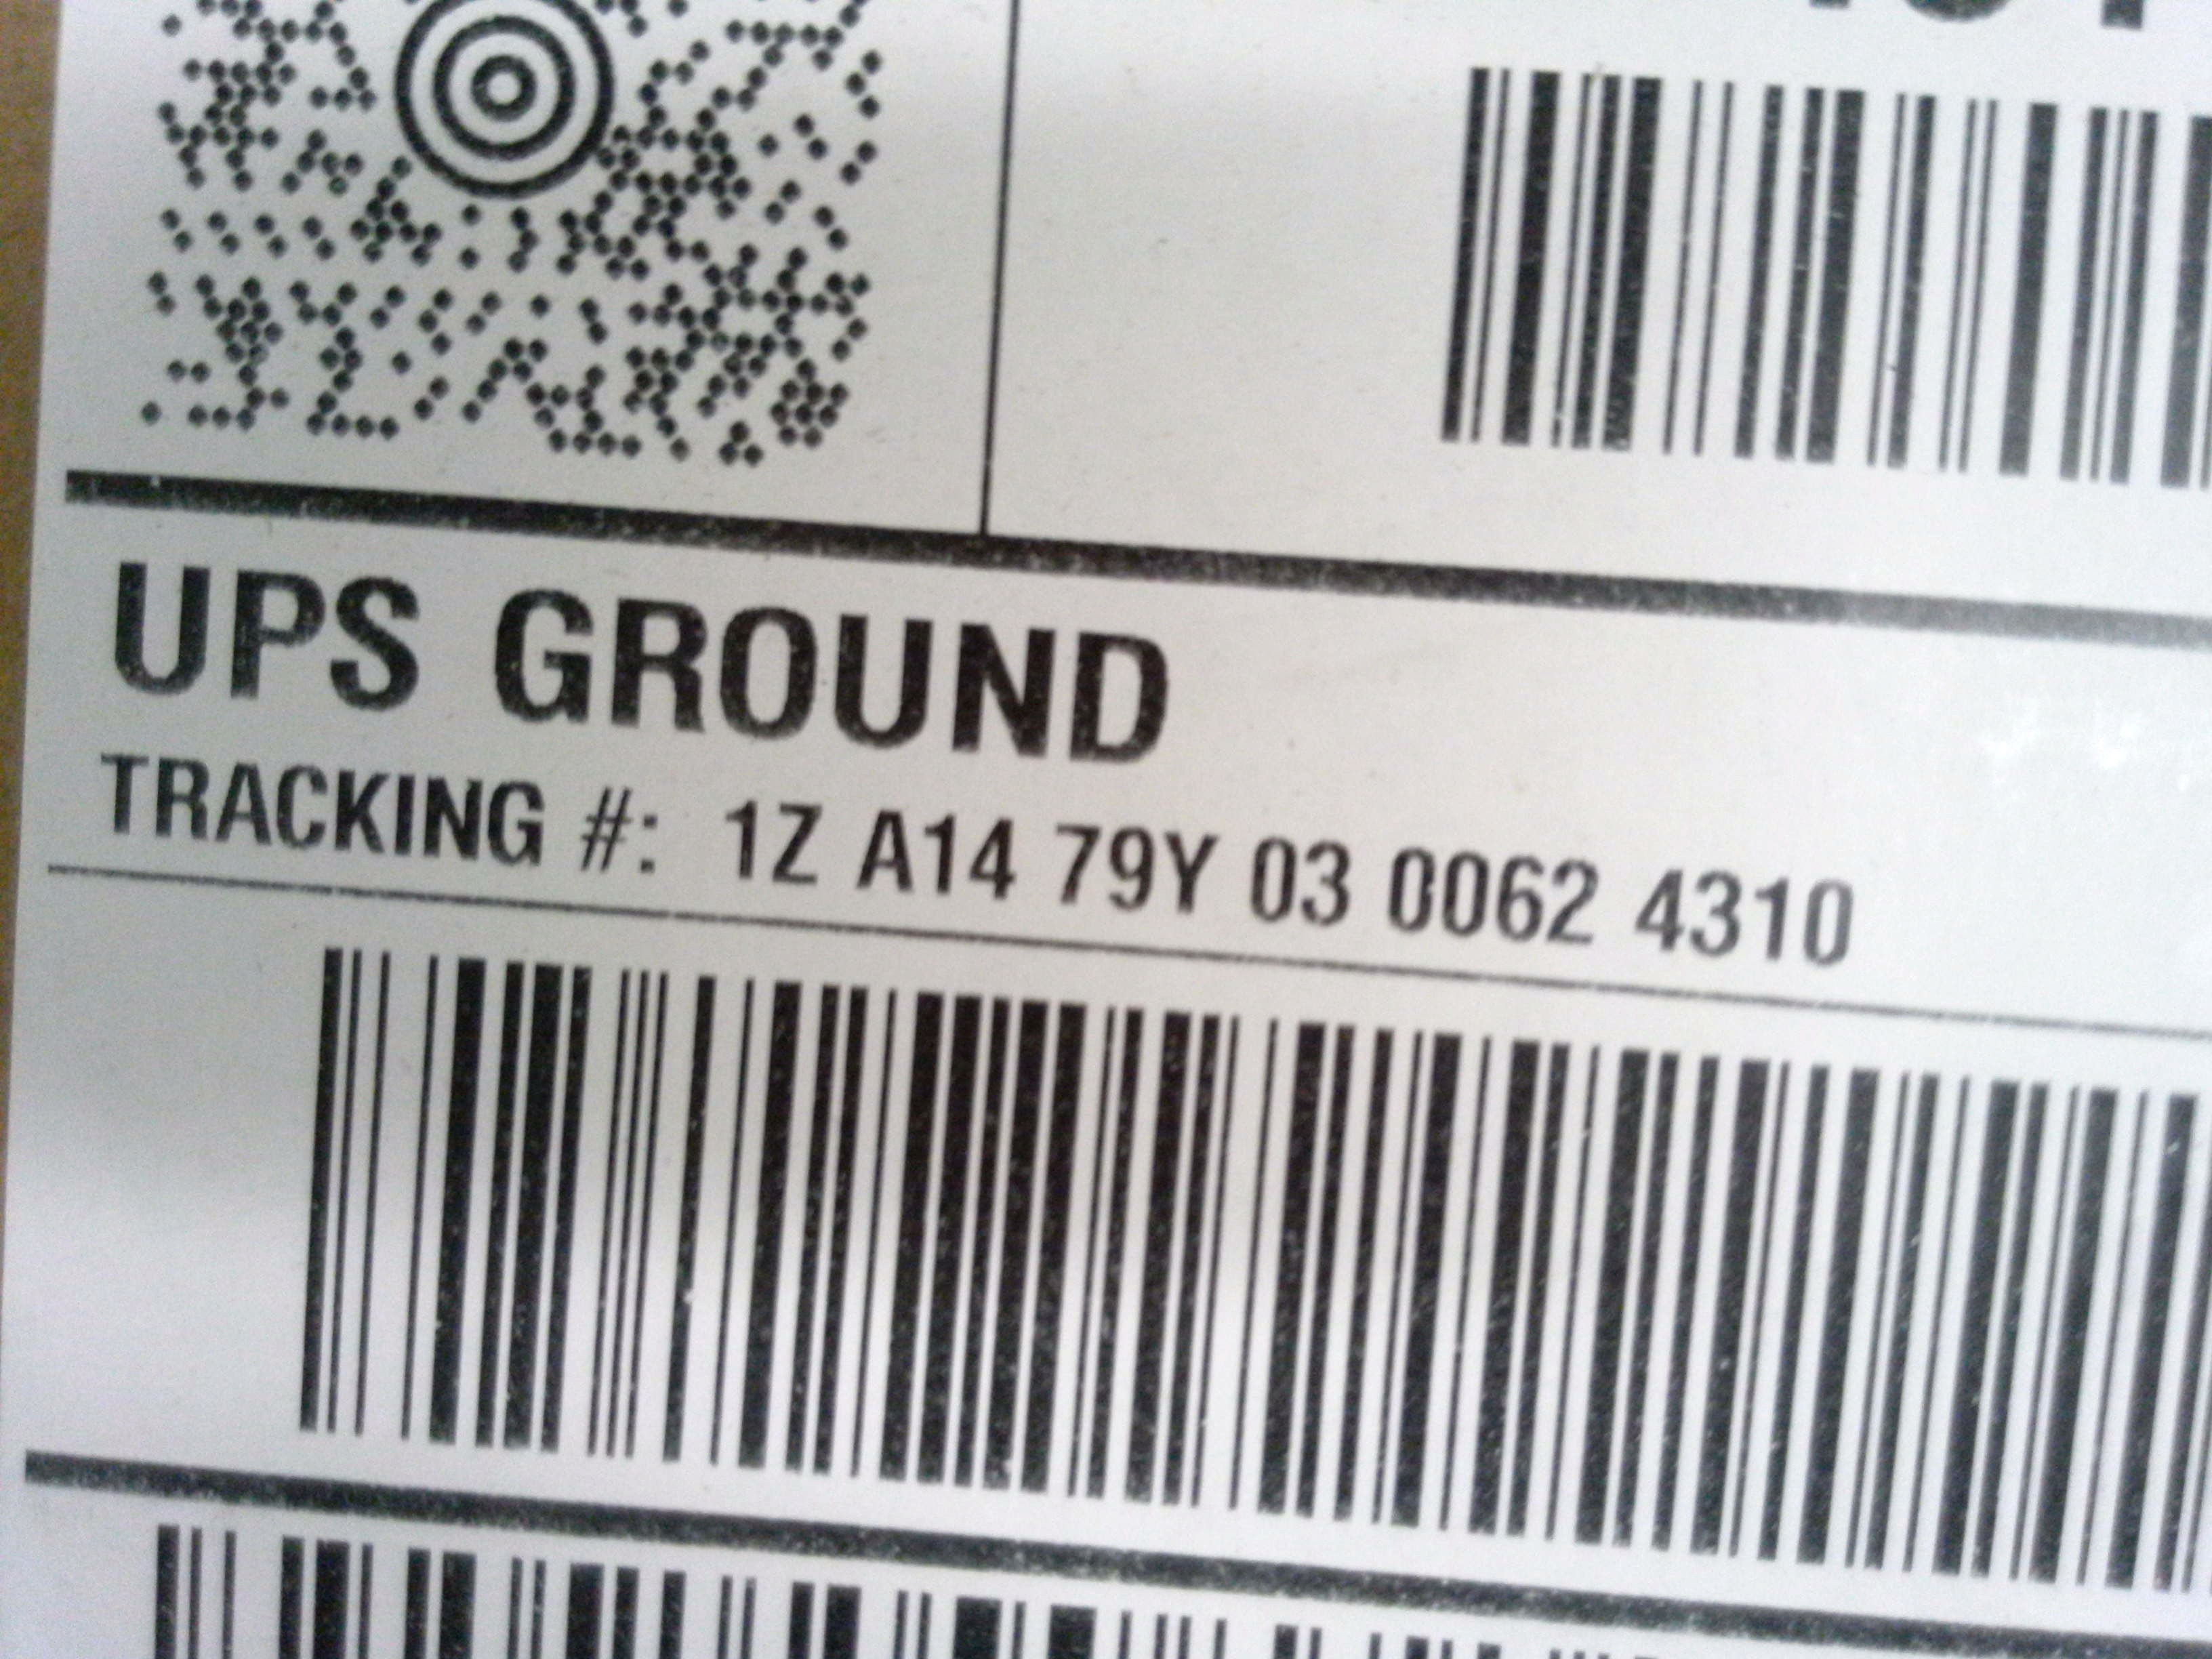 UPS GROUND
TRACKING #: 1Z A14 79Y 03 0062 4310